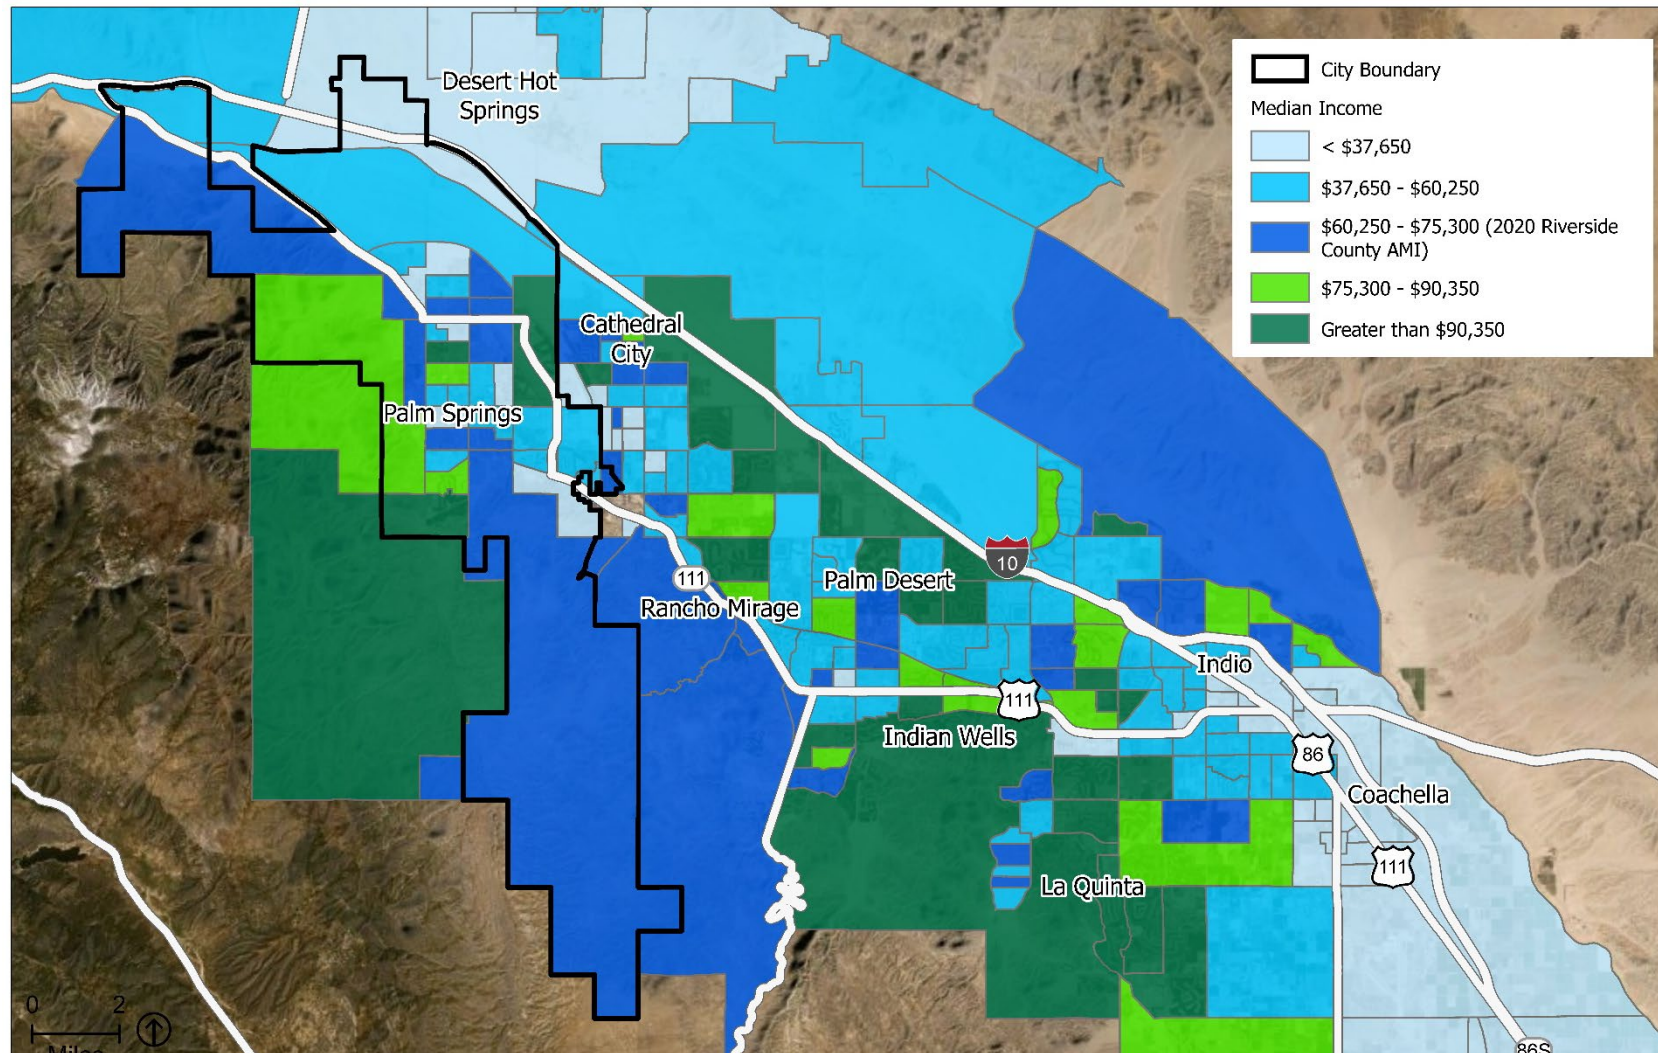 City Boundary
Median Income
< $37,650
$37,650 - $60,250
$60,250 - $75,300 (2020 Riverside
County AMI)
$75,300 - $90,350
Greater than $90,350
Desert Hot
Springs
Cathedral
City
Palm Springs
10
111
Palm Desert
Rancho Mirage
Indio
111
Indian Wells
86
Coachella
111
La Quinta
0 2
Miles
86S